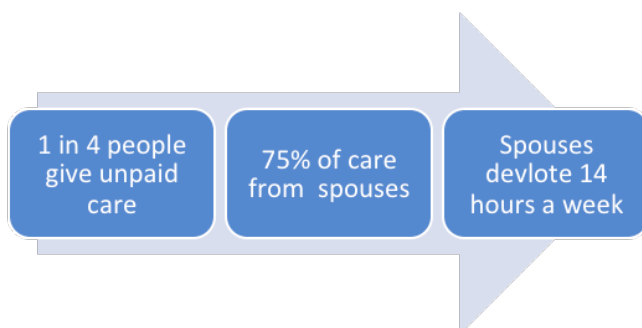 1 in 4 people
give unpaid
care
75% of care
from  spouses
Spouses
devlote 14
hours a week